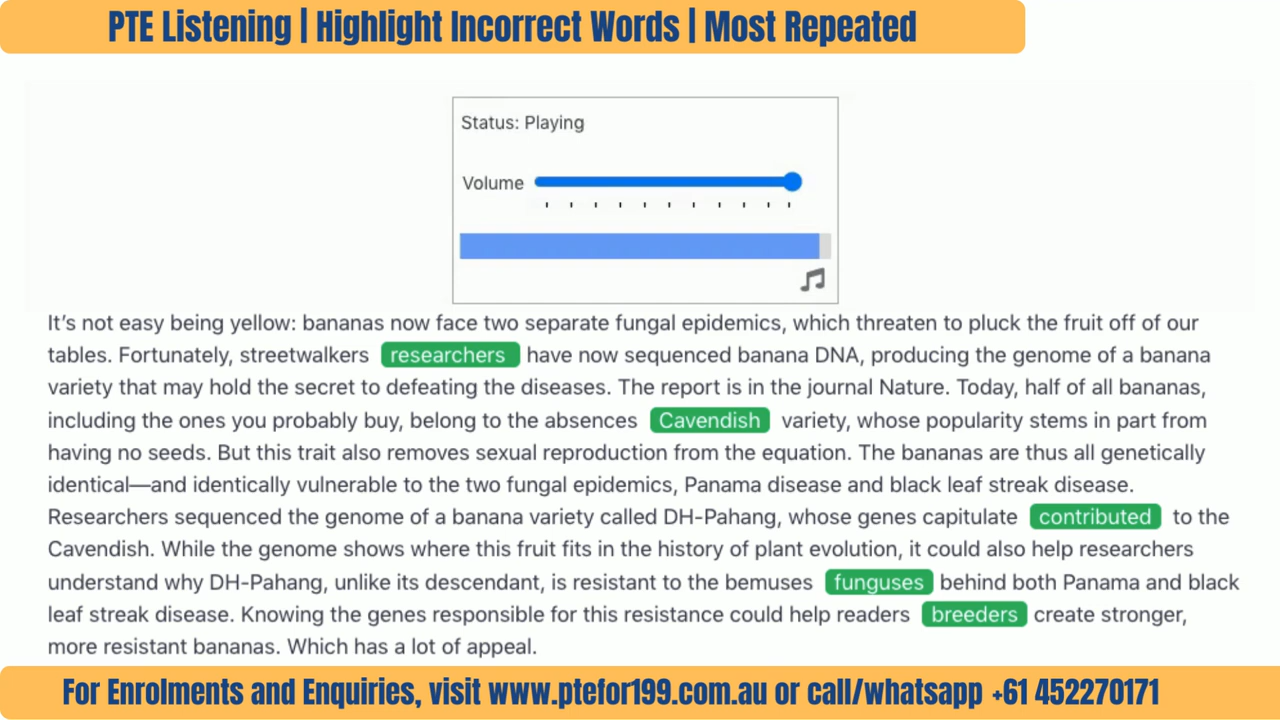 PTE Listening | Highlight Incorrect Words | Most Repeated
Status: Playing
Volume
It’s not easy being yellow: bananas now face two separate fungal epidemics, which threaten to pluck the fruit off of our
tables. Fortunately, streetwalkers researchers have now sequenced banana DNA, producing the genome of a banana
variety that may hold the secret to defeating the diseases. The report is in the journal Nature. Today, half of all bananas,
including the ones you probably buy, belong to the absences Cavendish variety, whose popularity stems in part from
having no seeds. But this trait also removes sexual reproduction from the equation. The bananas are thus all genetically
identical—and identically vulnerable to the two fungal epidemics, Panama disease and black leaf streak disease.
Researchers sequenced the genome of a banana variety called DH-Pahang, whose genes capitulate contributed to the
Cavendish. While the genome shows where this fruit fits in the history of plant evolution, it could also help researchers
understand why DH-Pahang, unlike its descendant, is resistant to the bemuses funguses behind both Panama and black
leaf streak disease. Knowing the genes responsible for this resistance could help readers breeders create stronger,
more resistant bananas. Which has a lot of appeal.
For Enrolments and Enquiries, visit www.ptefor199.com.au or call/whatsapp +61 452270171